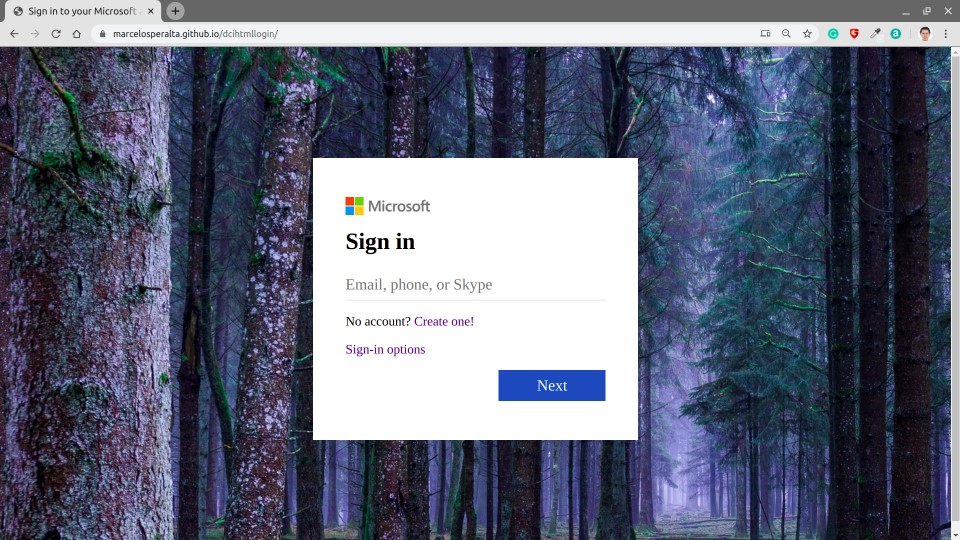 Sign in to your Microsoft a
marcelosperalta.github.io/dcihtmllogin/
Microsoft
Sign in
Email, phone, or Skype
No account? Create one!
Sign-in options
Next